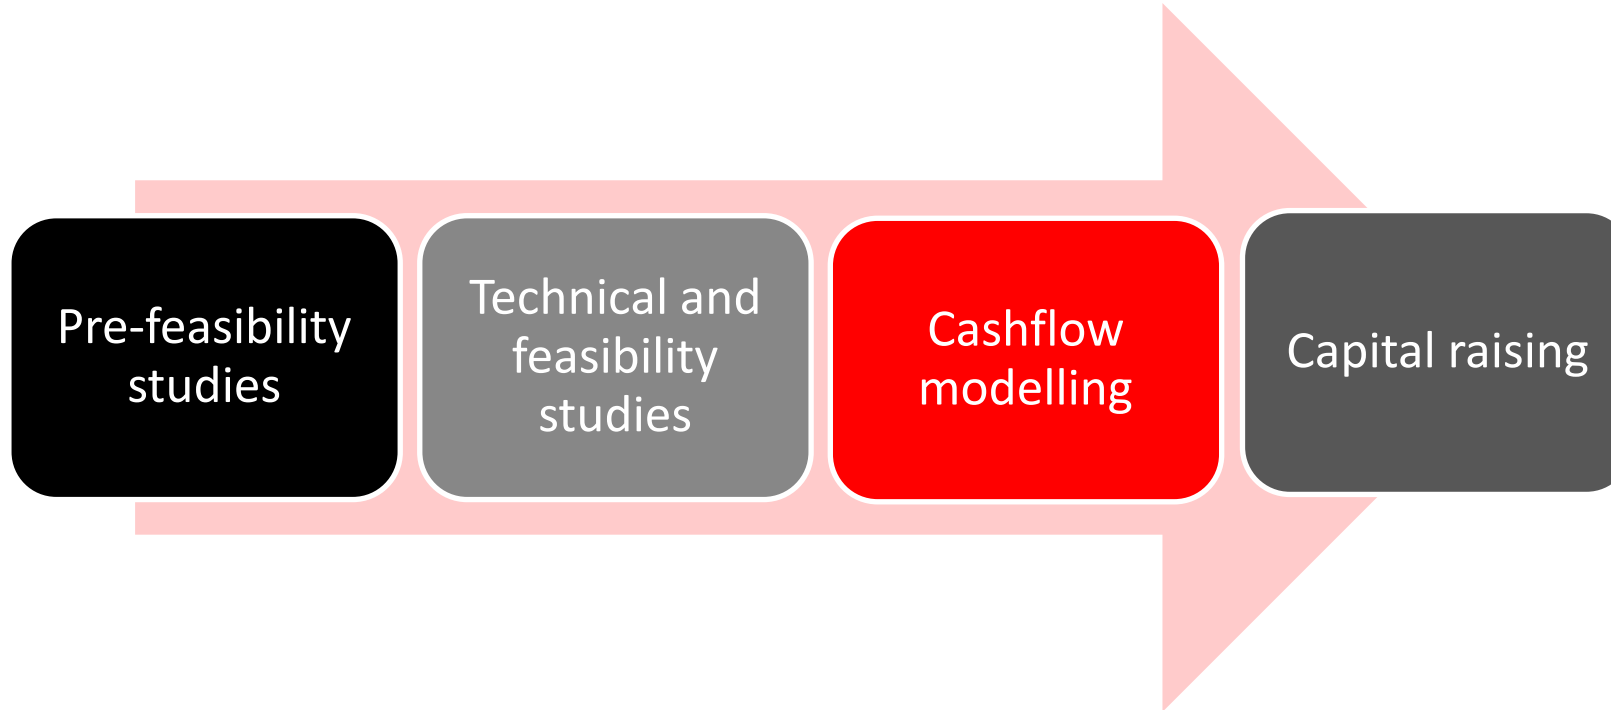 Pre-feasibility
studies
Technical and
feasibility
studies
Cashflow
modelling
Capital raising